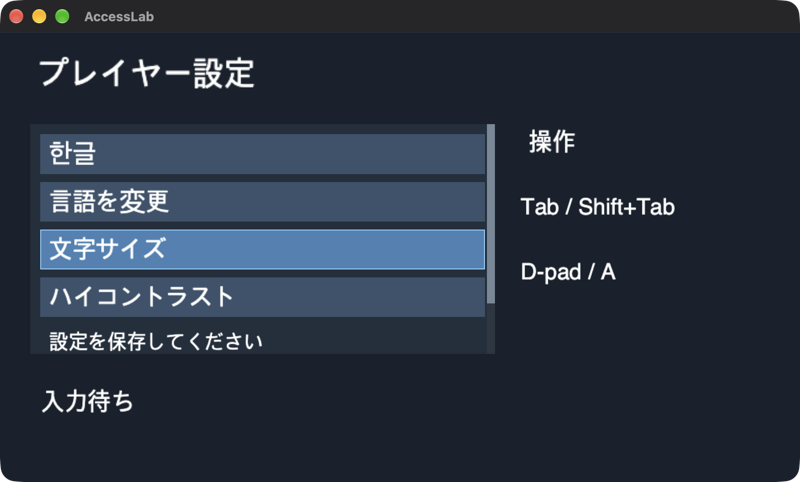 AccessLab
プレイヤー設定
한글
言語を変更
文字サイズ
ハイコントラスト
設定を保存してください
操作
Tab / Shift+Tab
D-pad / A
入力待ち